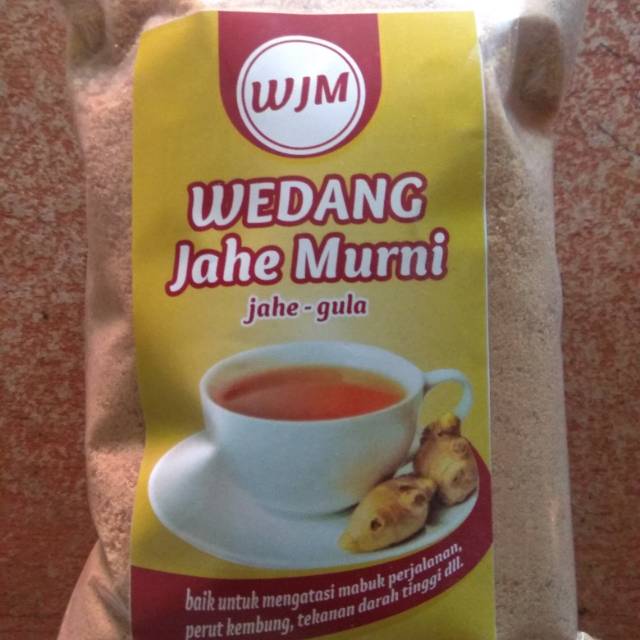 WJM
WEDANG
Jahe Murni
jahe - gula
baik untuk mengatasi mabuk perjalanan,
perut kembung, tekanan darah tinggi dll.